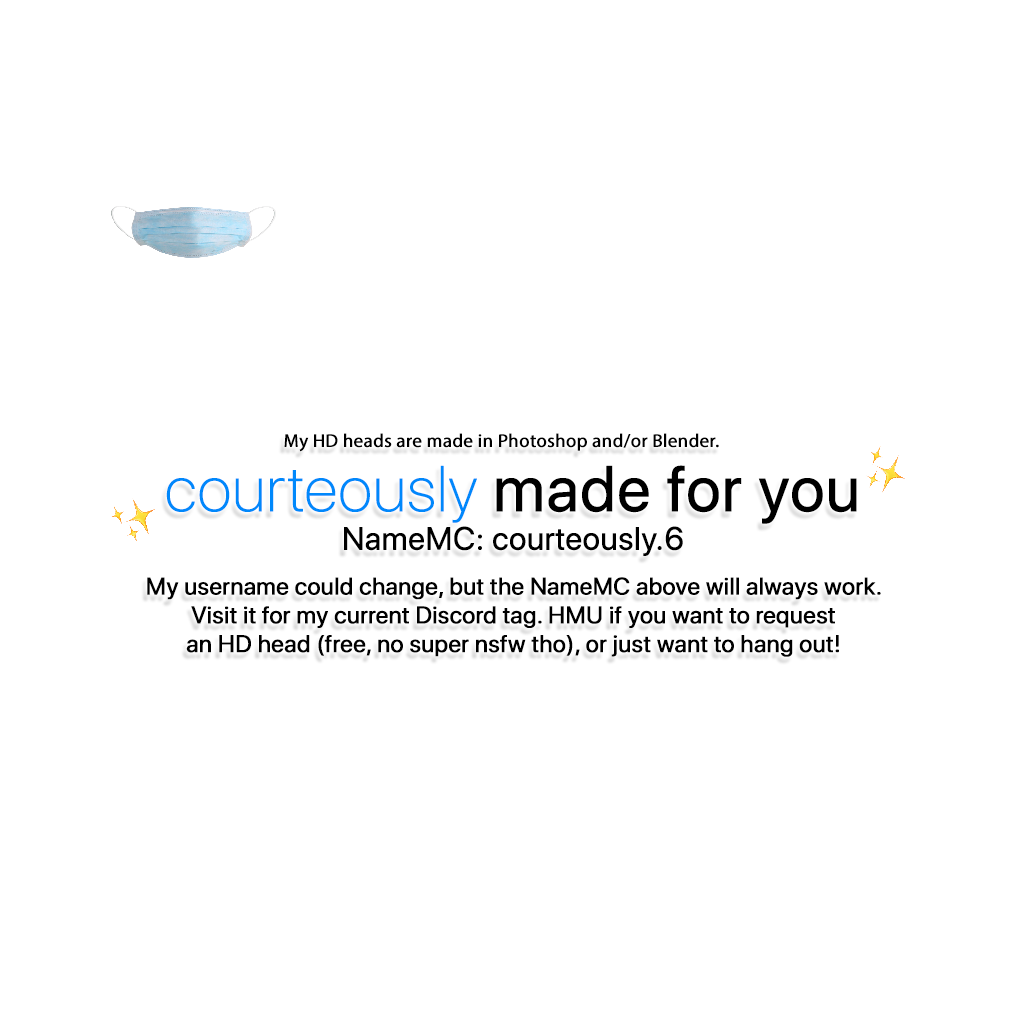 My HD heads are made in Photoshop and/or Blender.
courteously made for you
NameMC: courteously.6
My username could change, but the NameMC above will always work.
Visit it for my current Discord tag. HMU if you want to request
an HD head (free, no super nsfw tho), or just want to hang out!